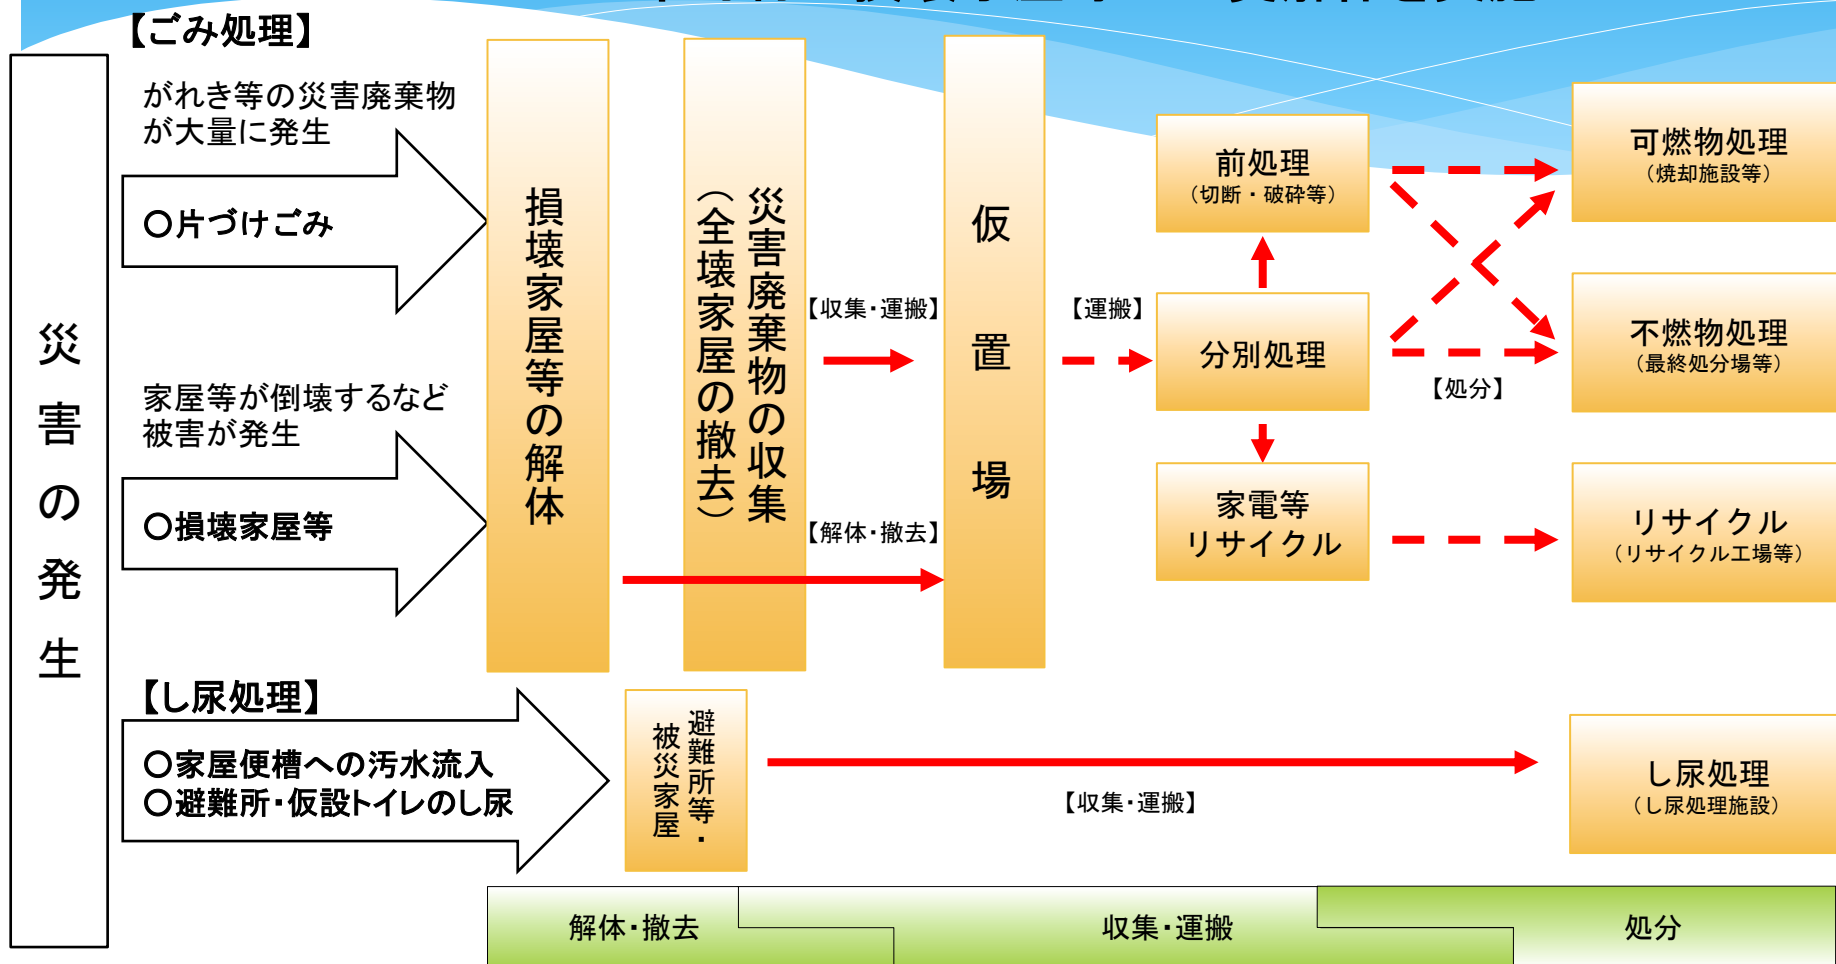 【ごみ処理】
災害の発生
がれき等の災害廃棄物
が大量に発生
○片づけごみ
家屋等が倒壊するなど
被害が発生
○損壊家屋等
損壊家屋等の解体
災害廃棄物の収集
（全壊家屋の撤去）
【収集・運搬】
【解体・撤去】
仮置場
【運搬】
前処理
（切断・破砕等）
分別処理
家電等
リサイクル
【処分】
可燃物処理
（焼却施設等）
不燃物処理
（最終処分場等）
リサイクル
（リサイクル工場等）
【し尿処理】
○家屋便槽への汚水流入
○避難所・仮設トイレのし尿
避難所等・
被災家屋
【収集・運搬】
し尿処理
（し尿処理施設）
解体・撤去
収集・運搬
処分